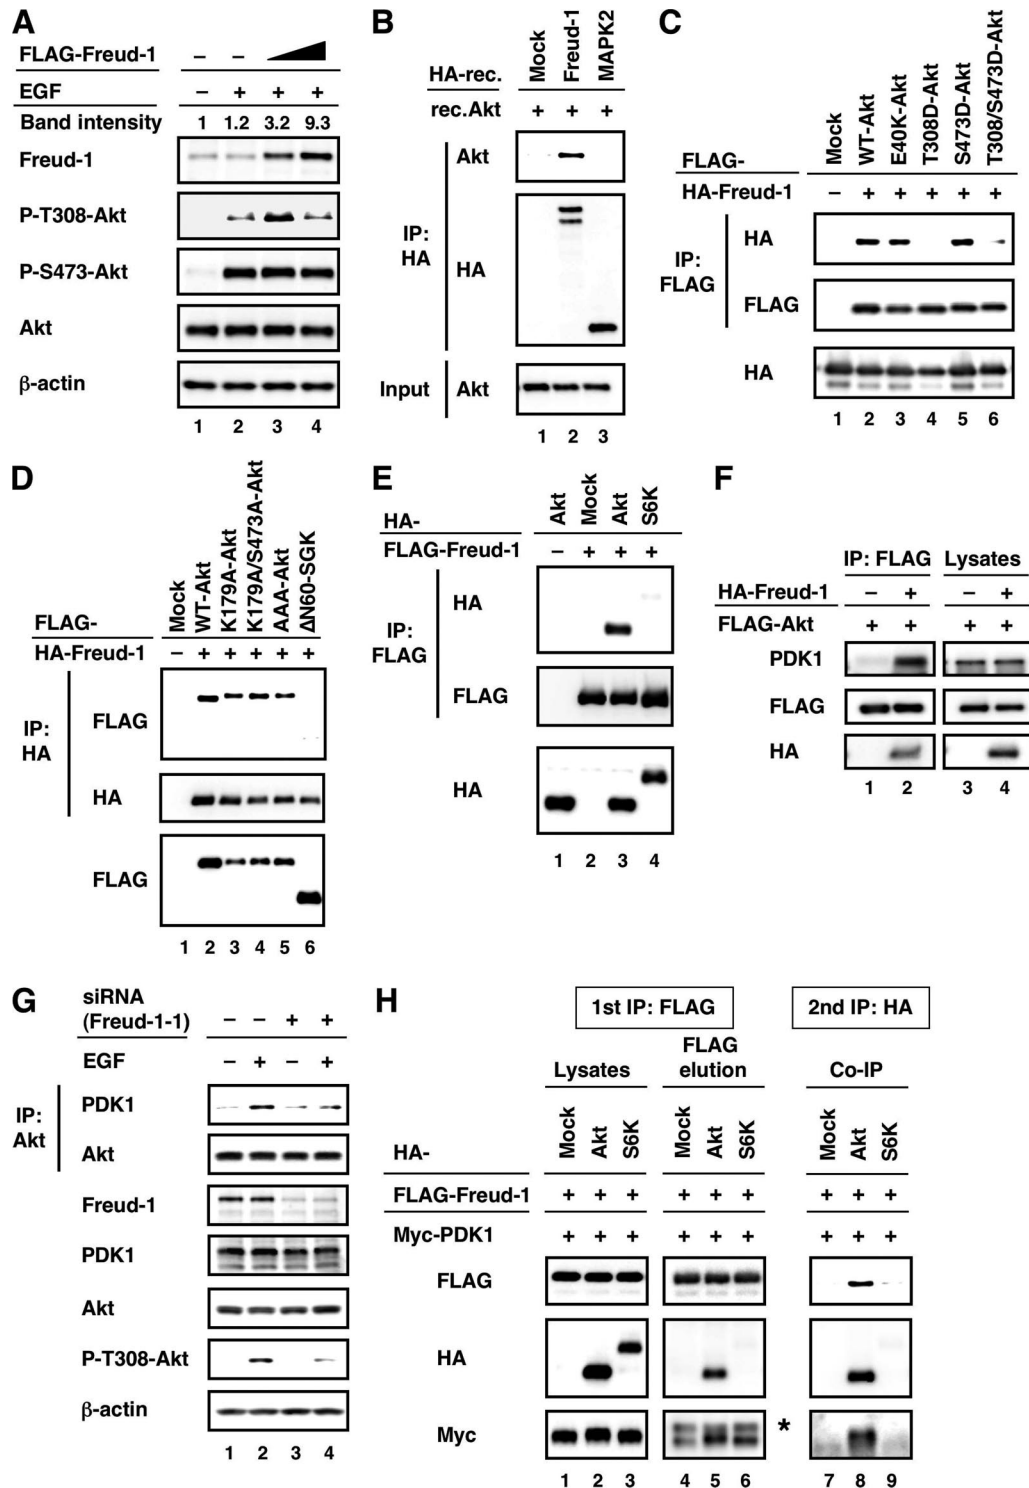 A
FLAG-Freud-1 – –
EGF – + + +
Band intensity 1 1.2 3.2 9.3
Freud-1
P-T308-Akt
P-S473-Akt
Akt
β-actin
1 2 3 4
B
HA-rec. Mock Freud-1 MAPK2
rec.Akt + + +
IP: HA
Akt
HA
Input Akt
1 2 3
C
FLAG- Mock WT-Akt E40K-Akt T308D-Akt S473D-Akt T308/S473D-Akt
HA-Freud-1 – + + + + +
IP: FLAG
HA
FLAG
HA
1 2 3 4 5 6
D
FLAG- Mock WT-Akt K179A-Akt K179A/S473A-Akt AAA-Akt ΔN60-SGK
HA-Freud-1 – + + + + +
IP: HA
FLAG
HA
FLAG
1 2 3 4 5 6
E
HA- Akt Mock Akt S6K
FLAG-Freud-1 – + + +
IP: FLAG
HA
FLAG
HA
1 2 3 4
F
IP: FLAG Lysates
HA-Freud-1 – + – +
FLAG-Akt + + + +
PDK1
FLAG
HA
1 2 3 4
G
siRNA
(Freud-1-1) – – + +
EGF – + – +
IP: Akt
PDK1
Akt
Freud-1
PDK1
Akt
P-T308-Akt
β-actin
1 2 3 4
H
1st IP: FLAG 2nd IP: HA
Lysates FLAG elution Co-IP
HA- Mock Akt S6K Mock Akt S6K Mock Akt S6K
FLAG-Freud-1 + + + + + + + + +
Myc-PDK1 + + + + + + + + +
FLAG
HA
Myc *
1 2 3 4 5 6 7 8 9